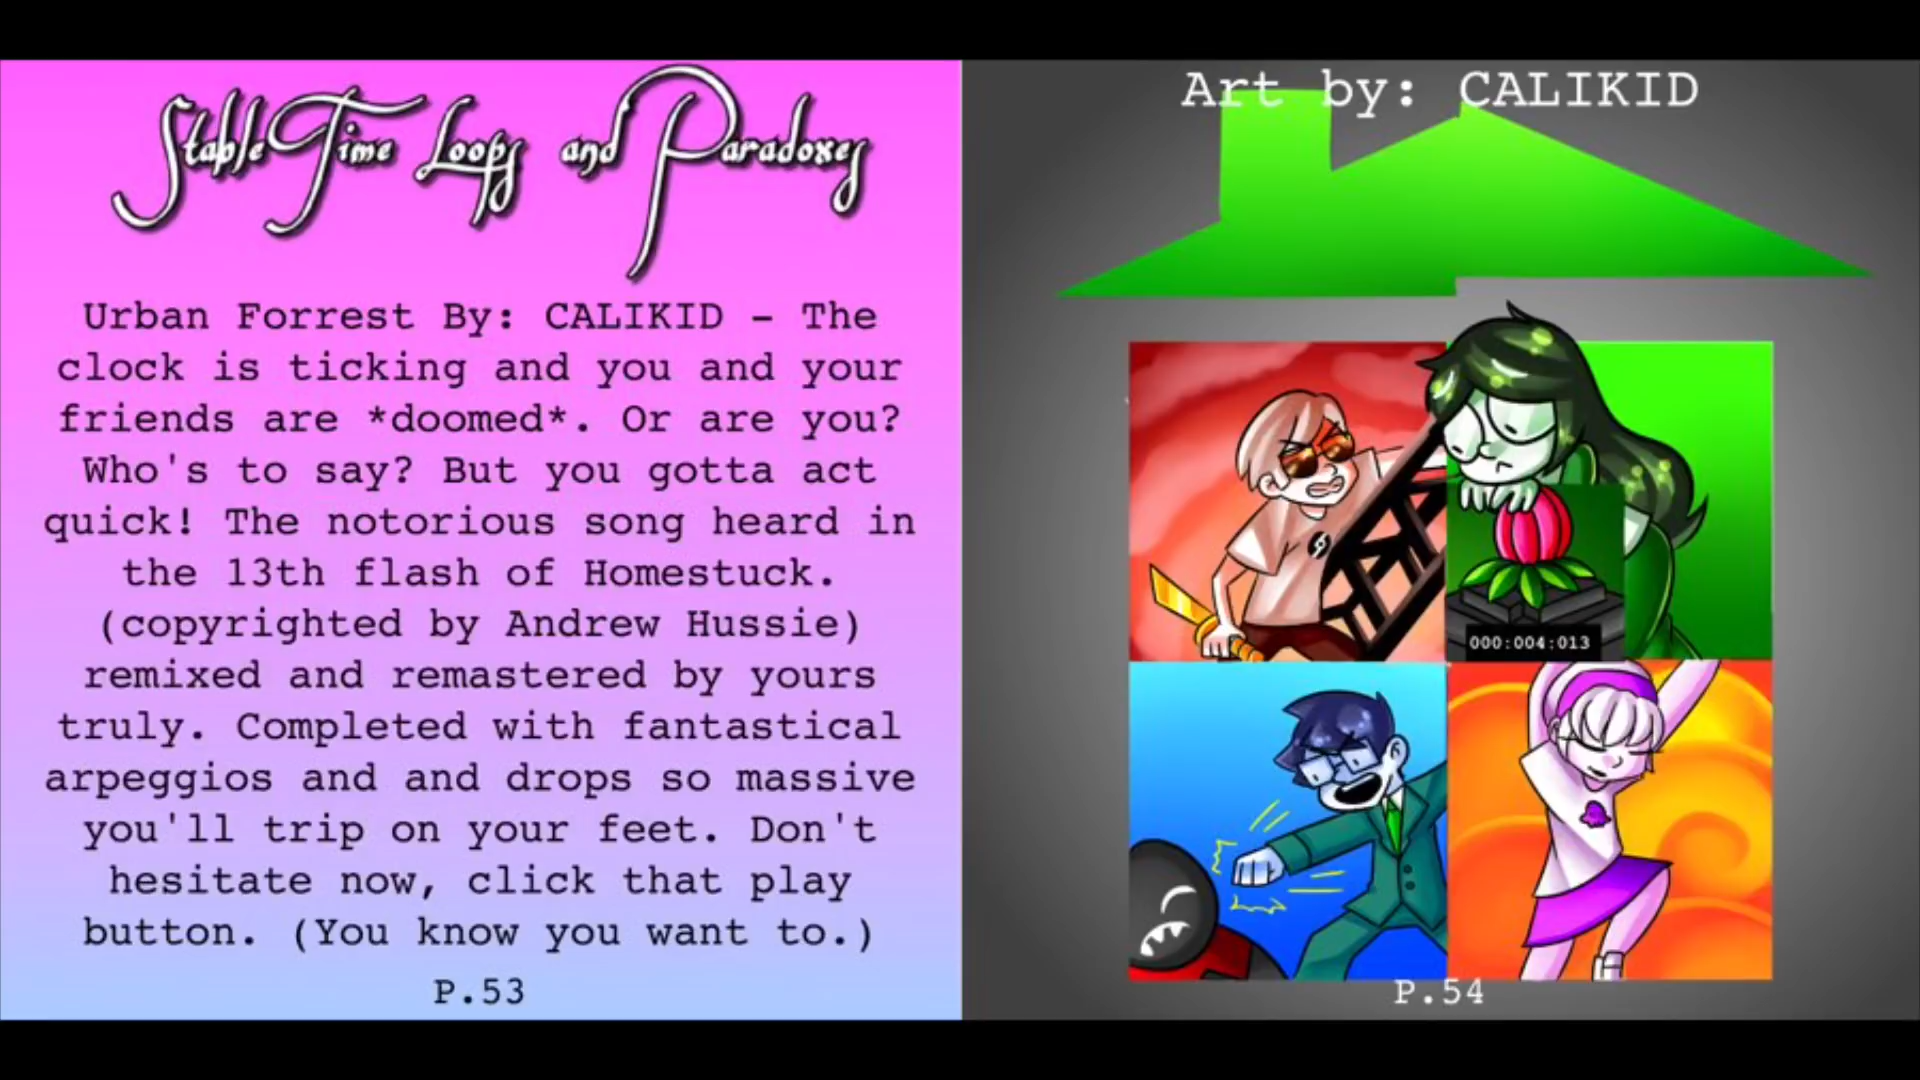 Stable Time Loops and Paradoxes
Urban Forrest By: CALIKID - The
clock is ticking and you and your
friends are *doomed*. Or are you?
Who's to say? But you gotta act
quick! The notorious song heard in
the 13th flash of Homestuck.
(copyrighted by Andrew Hussie)
remixed and remastered by yours
truly. Completed with fantastical
arpeggios and and drops so massive
you'll trip on your feet. Don't
hesitate now, click that play
button. (You know you want to.)
P.53
Art by: CALIKID
000:004:013
P.54